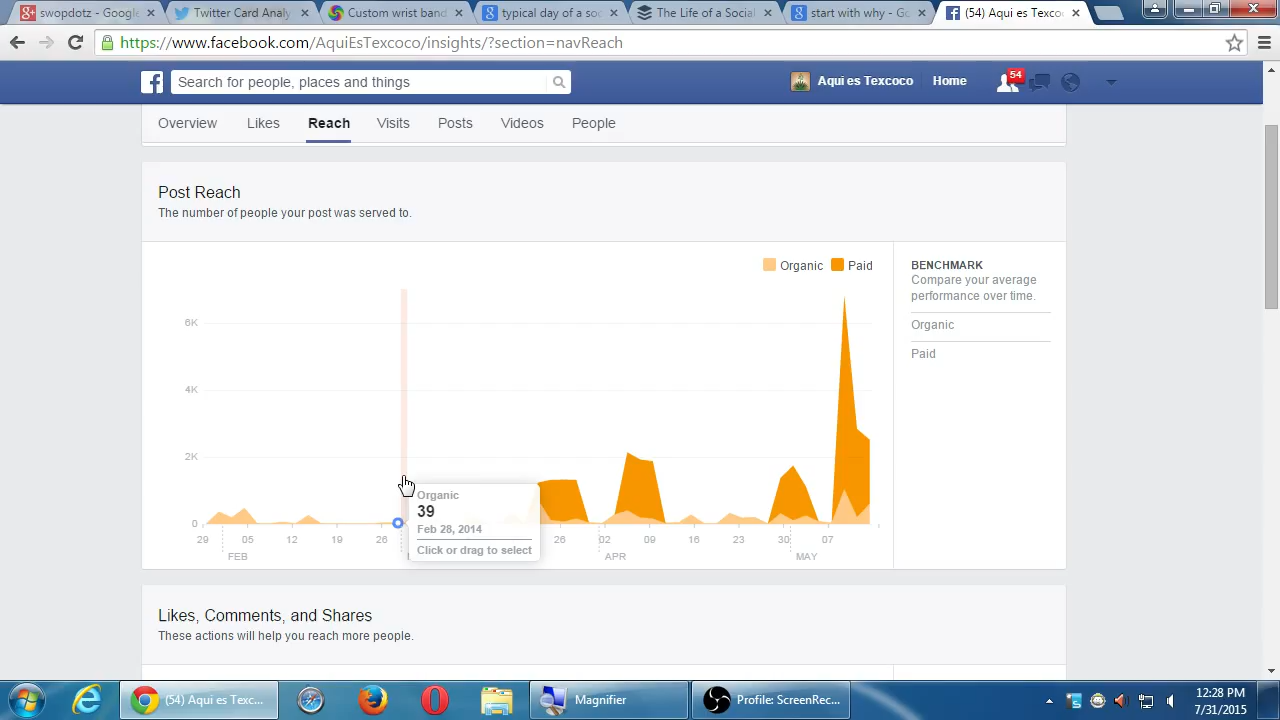 swopdotz - Google
Twitter Card Analy
Custom wrist band
typical day of a soc
The Life of a Social
start with why - Go
(54) Aqui es Texcoco
https://www.facebook.com/AquiEsTexcoco/insights/?section=navReach
Search for people, places and things
Aqui es Texcoco
Home
54
Overview
Likes
Reach
Visits
Posts
Videos
People
Post Reach
The number of people your post was served to.
Organic
Paid
BENCHMARK
Compare your average
performance over time.
Organic
Paid
6K
4K
2K
0
Organic
39
Feb 28, 2014
Click or drag to select
29
05
12
19
26
26
02
09
16
23
30
07
FEB
APR
MAY
Likes, Comments, and Shares
These actions will help you reach more people.
(54) Aqui es Texc...
Magnifier
Profile: ScreenRec...
12:28 PM
7/31/2015